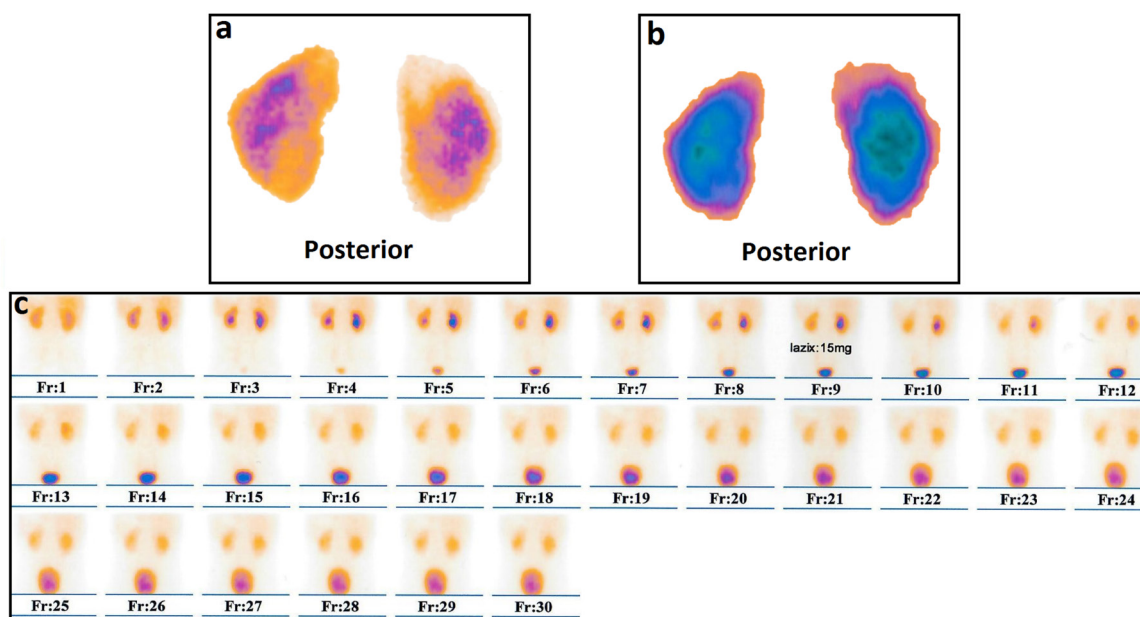 a
Posterior
b
Posterior
c
lazix:15mg
Fr:1 Fr:2 Fr:3 Fr:4 Fr:5 Fr:6 Fr:7 Fr:8 Fr:9 Fr:10 Fr:11 Fr:12
Fr:13 Fr:14 Fr:15 Fr:16 Fr:17 Fr:18 Fr:19 Fr:20 Fr:21 Fr:22 Fr:23 Fr:24
Fr:25 Fr:26 Fr:27 Fr:28 Fr:29 Fr:30